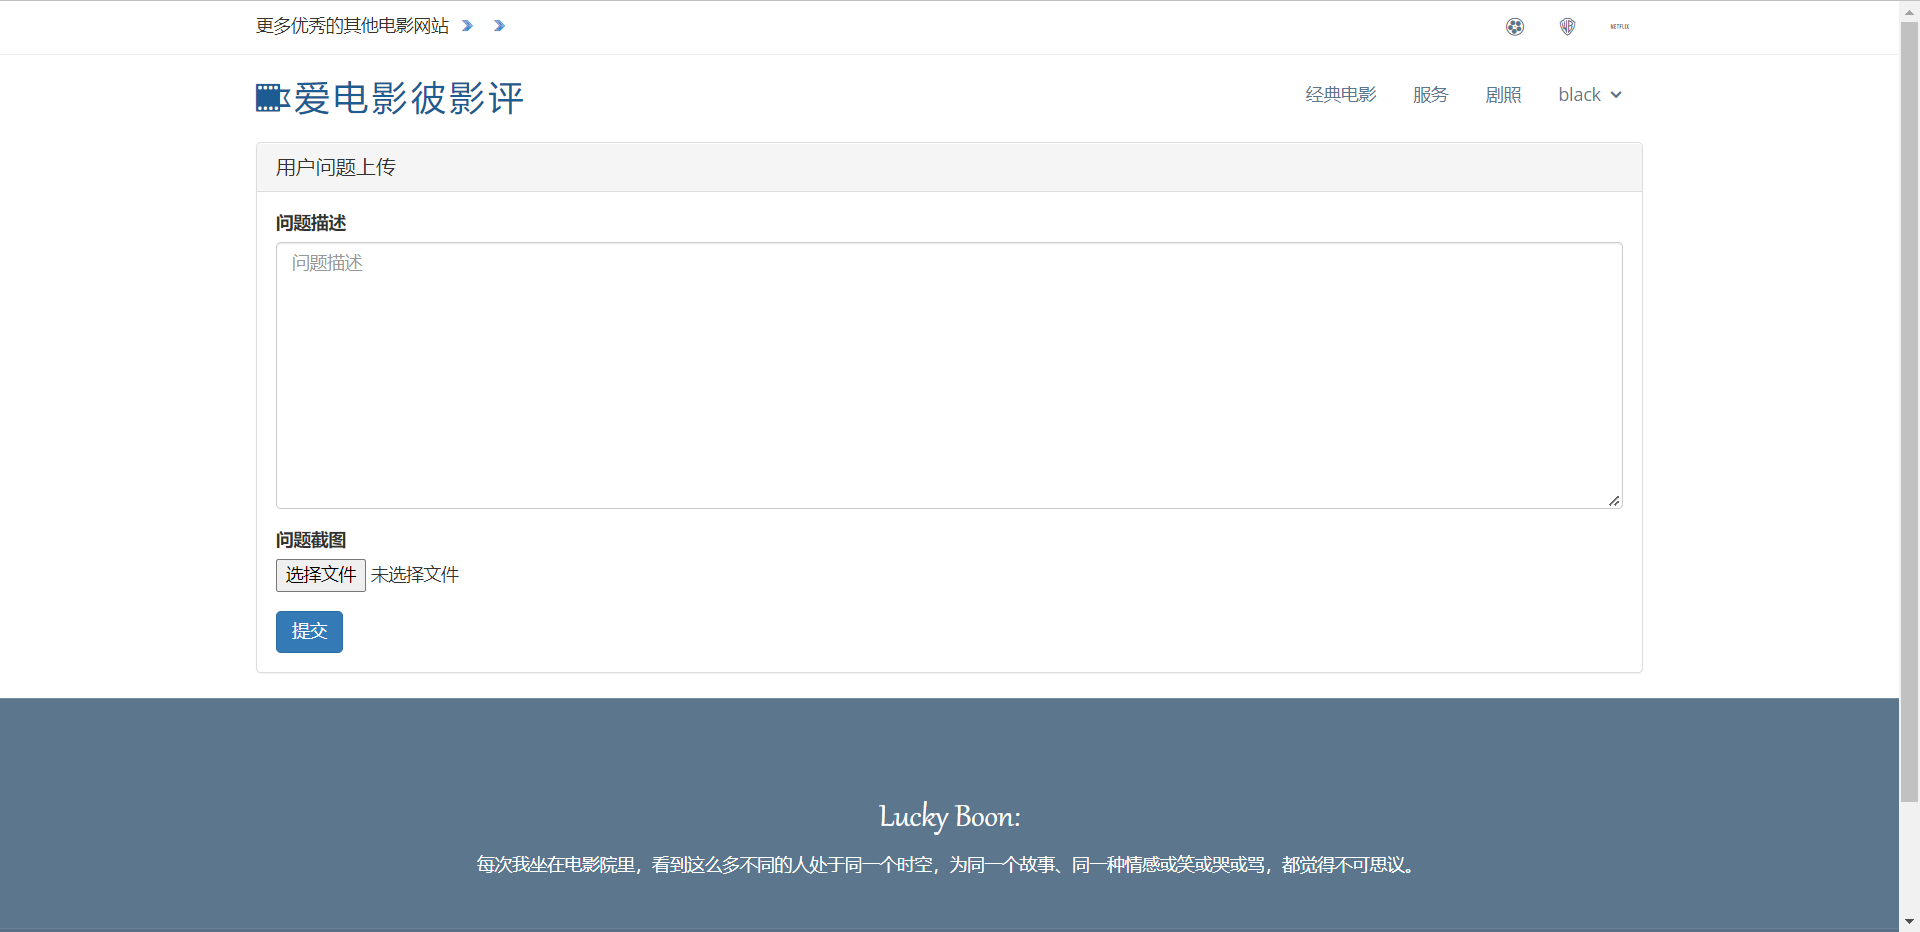 更多优秀的其他电影网站
NETFLIX
爱电影彼影评
经典电影 服务 剧照 black
用户问题上传
问题描述
问题描述
问题截图
选择文件 未选择文件
提交
Lucky Boon:
每次我坐在电影院里，看到这么多不同的人处于同一个时空，为同一个故事、同一种情感或笑或哭或骂，都觉得不可思议。